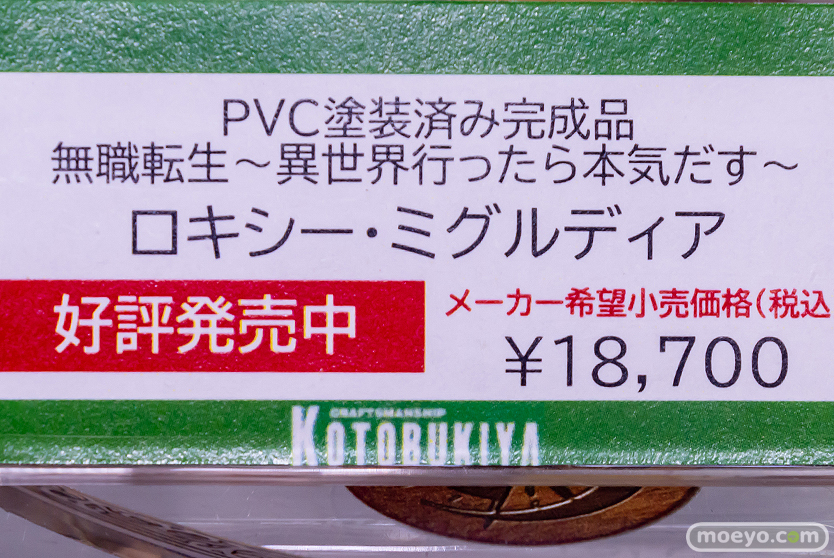 PVC塗装済み完成品
無職転生～異世界行ったら本気だす～
ロキシー・ミグルディア
好評発売中
メーカー希望小売価格(税込
¥18,700
CRAFTSMANSHIP
KOTOBUKIYA
moeyo.com